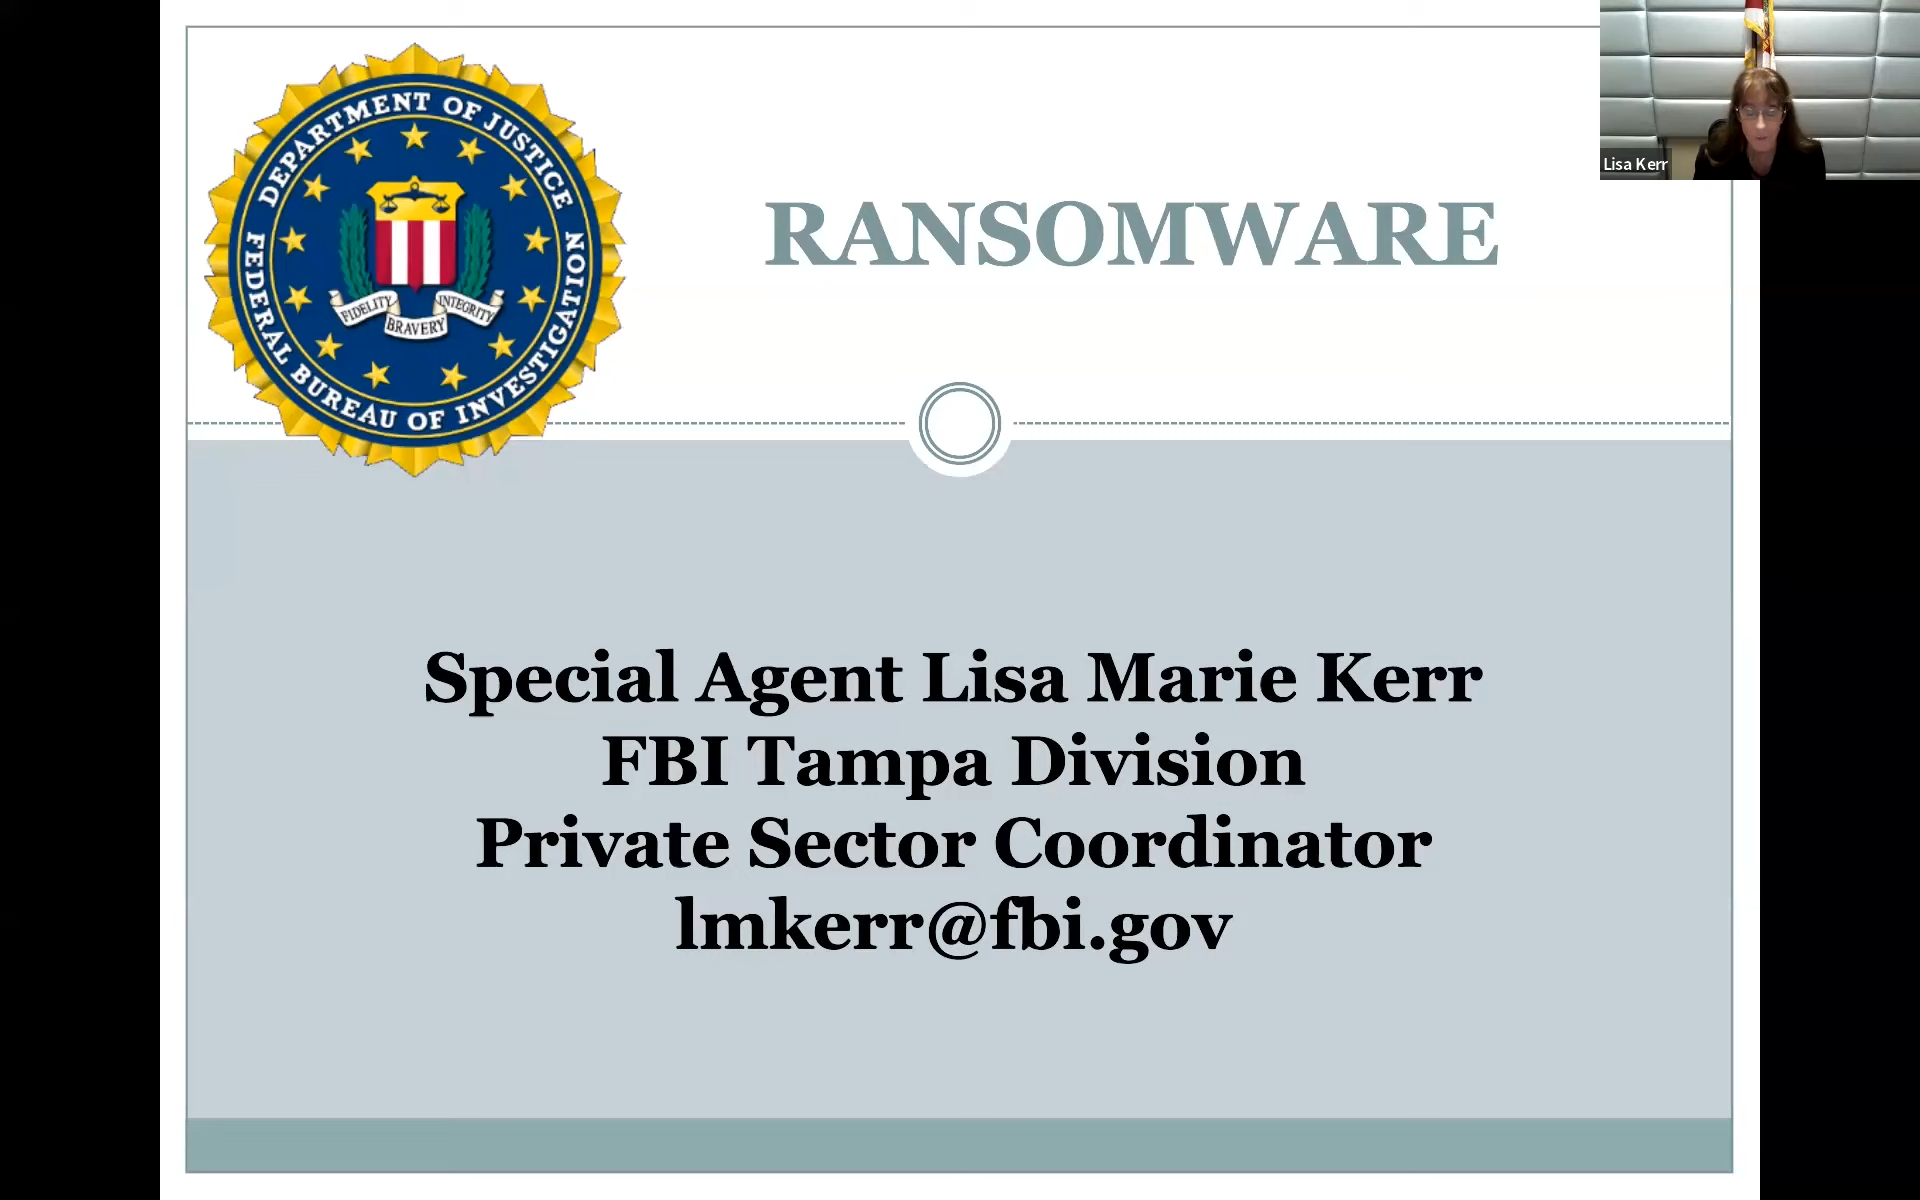 DEPARTMENT OF JUSTICE
FEDERAL BUREAU OF INVESTIGATION
FIDELITY
BRAVERY
INTEGRITY
RANSOMWARE
Lisa Kerr
Special Agent Lisa Marie Kerr
FBI Tampa Division
Private Sector Coordinator
lmkerr@fbi.gov